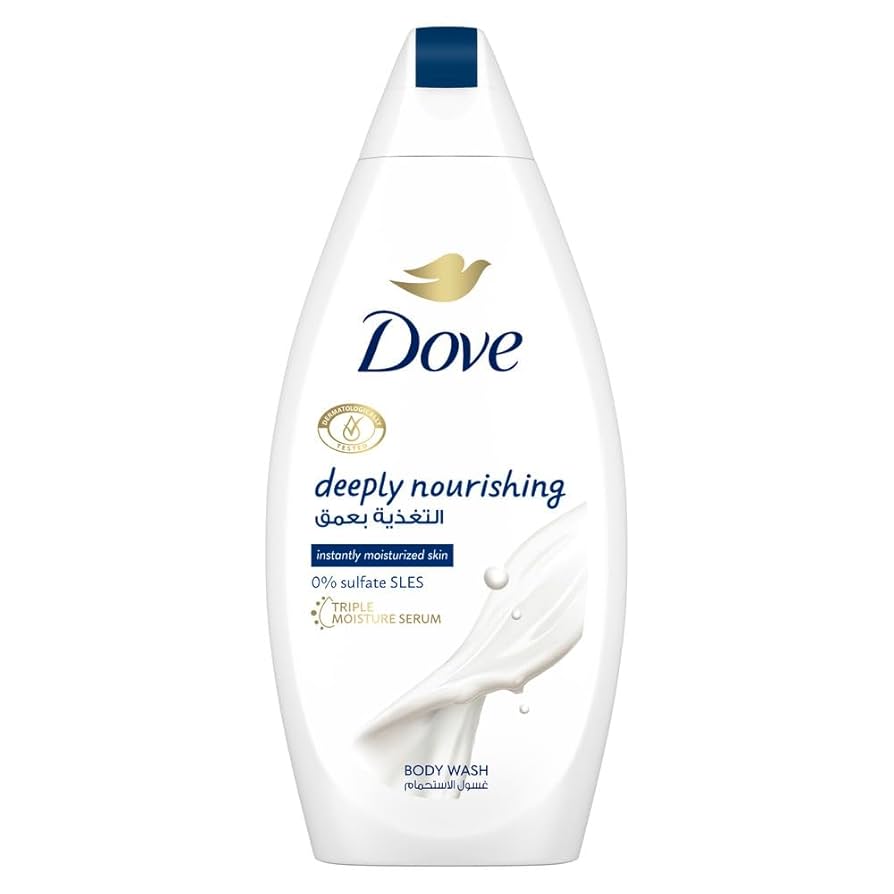 Dove
DERMATOLOGICALLY
TESTED
deeply nourishing
التغذية بعمق
instantly moisturized skin
0% sulfate SLES
TRIPLE
MOISTURE SERUM
BODY WASH
غسول الاستحمام